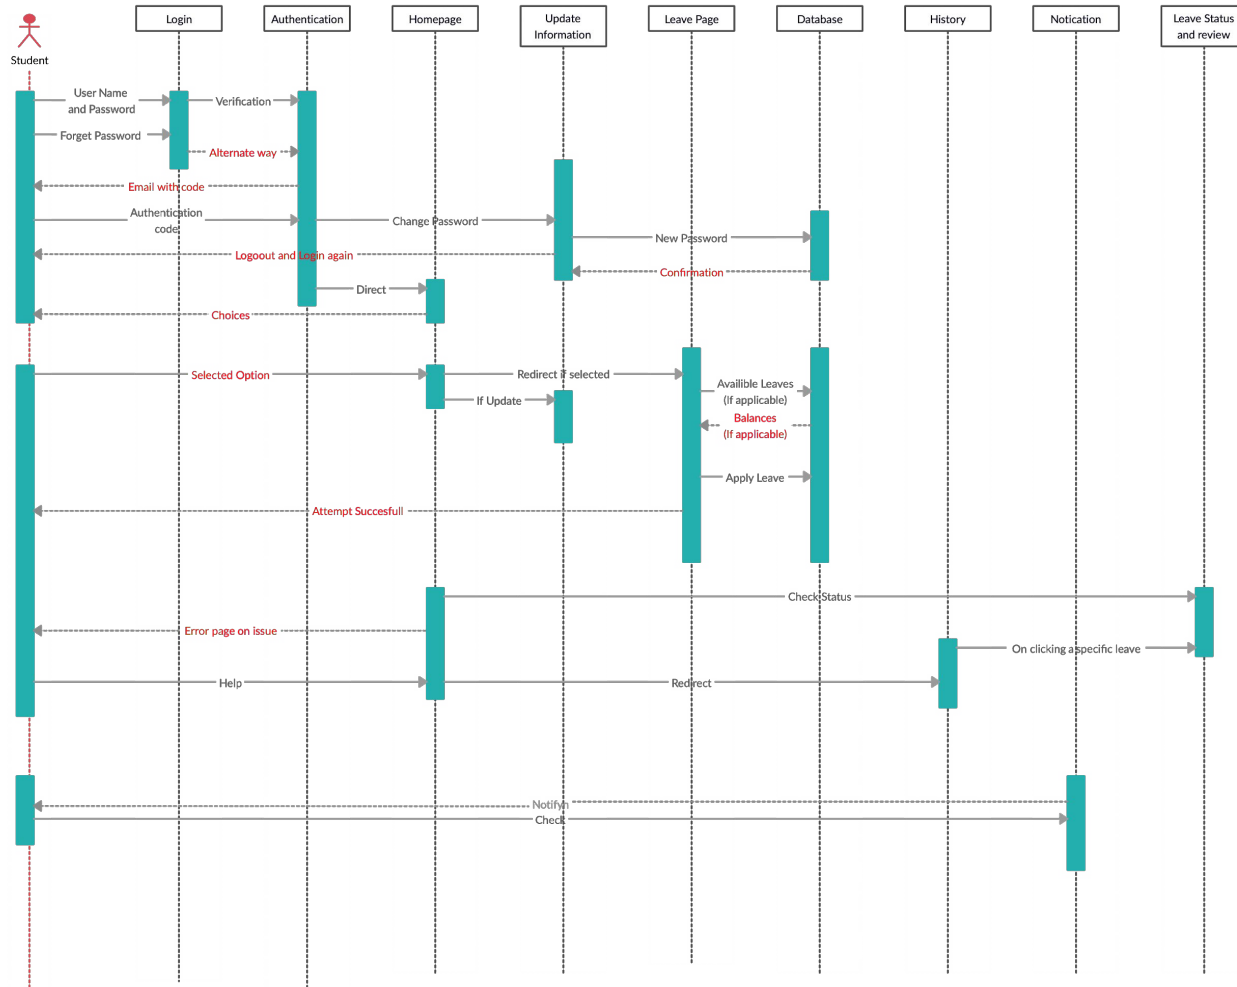 Login
Authentication
Homepage
Update
Information
Leave Page
Database
History
Notication
Leave Status
and review
Student
User Name
and Password
Verification
Forget Password
Alternate way
Email with code
Authentication
code
Change Password
New Password
Logoout and Login again
Confirmation
Direct
Choices
Selected Option
Redirect if selected
Availible Leaves
(If applicable)
If Update
Balances
(If applicable)
Apply Leave
Attempt Succesfull
Check Status
Error page on issue
On clicking a specific leave
Help
Redirect
Notifyn
Check